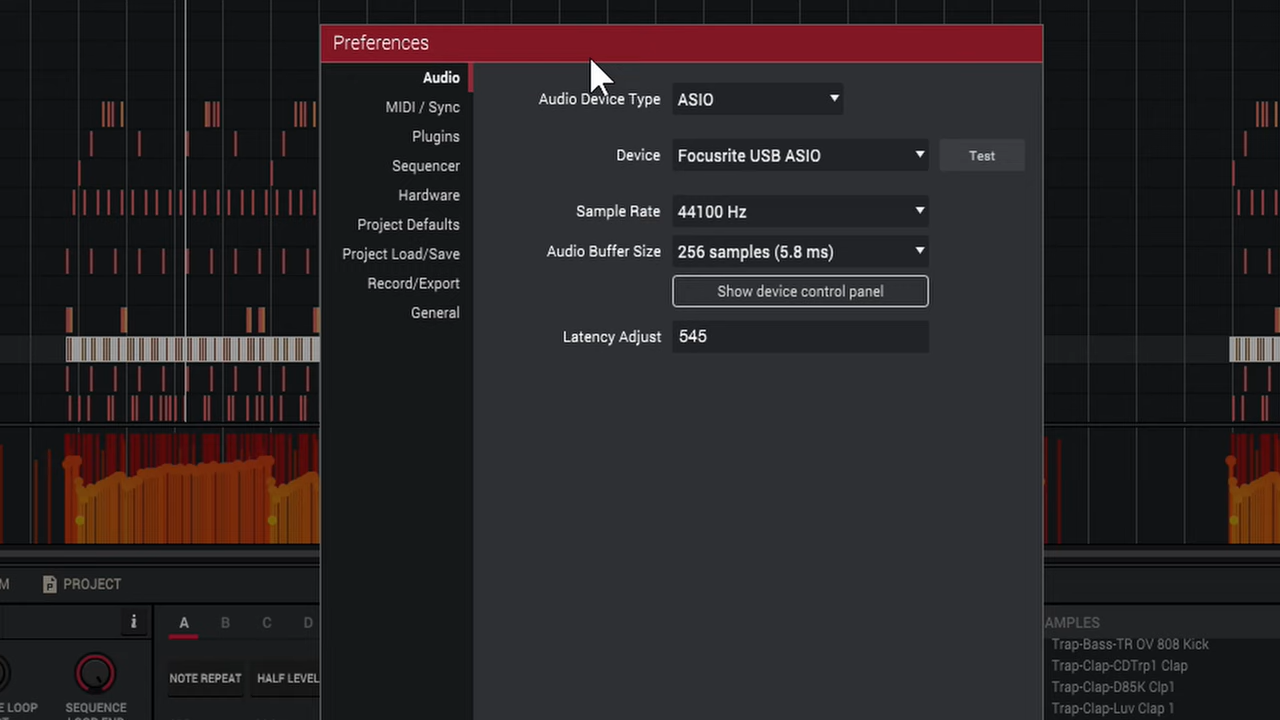 Preferences
Audio
MIDI / Sync
Plugins
Sequencer
Hardware
Project Defaults
Project Load/Save
Record/Export
General
Audio Device Type ASIO
Device Focusrite USB ASIO Test
Sample Rate 44100 Hz
Audio Buffer Size 256 samples (5.8 ms)
Show device control panel
Latency Adjust 545
M PROJECT
i A B C D
NOTE REPEAT HALF LEVEL
E LOOP
SEQUENCE
LOOP END
AMPLES
Trap-Bass-TR OV 808 Kick
Trap-Clap-CDTrp1 Clap
Trap-Clap-D85K Clp1
Trap-Clap-Luv Clap 1